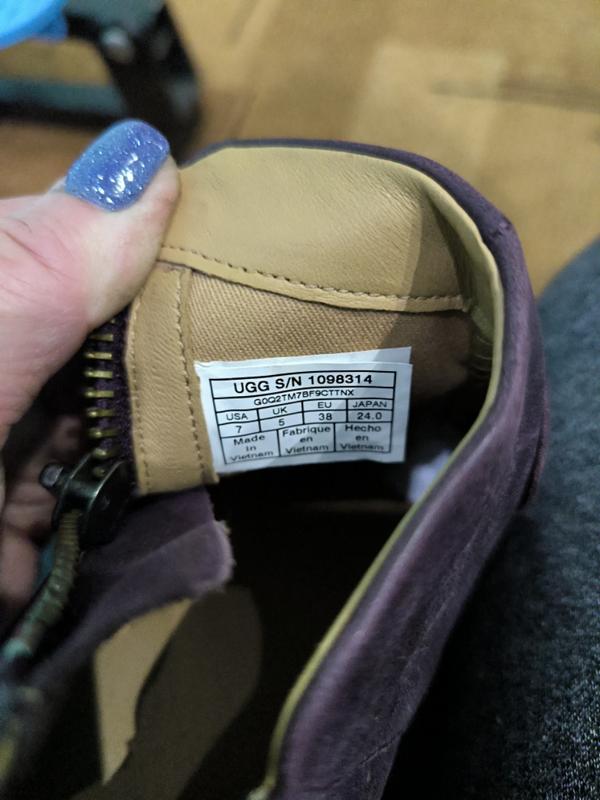 UGG S/N 1098314
G0Q2TM7BF9CTTNX
USA UK EU JAPAN
7 5 38 24.0
Made in Vietnam
Fabriqué en Vietnam
Hecho en Vietnam